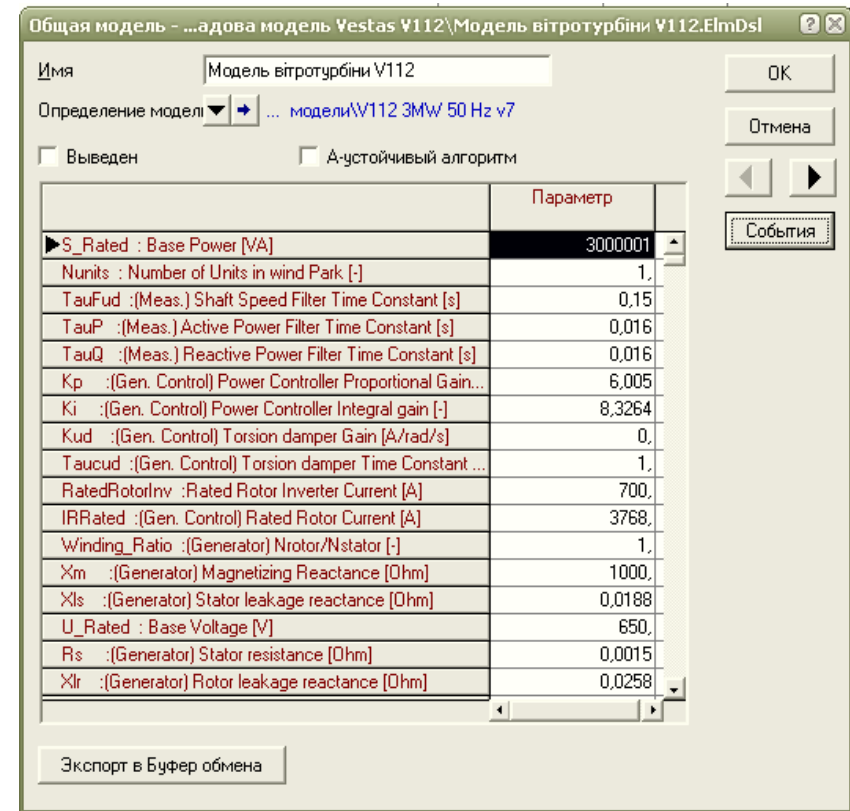 Общая модель - ...адова модель Vestas V112\Модель вітротурбіни V112.ElmDsl
Имя Модель вітротурбіни V112 OK
Определение модели ... модели\V112 3MW 50 Hz v7
Отмена
Выведен А-устойчивый алгоритм
Параметр
События
S_Rated : Base Power [VA] 3000001
Nunits : Number of Units in wind Park [-] 1,
TauFud :(Meas.) Shaft Speed Filter Time Constant [s] 0,15
TauP :(Meas.) Active Power Filter Time Constant [s] 0,016
TauQ :(Meas.) Reactive Power Filter Time Constant [s] 0,016
Kp :(Gen. Control) Power Controller Proportional Gain... 6,005
Ki :(Gen. Control) Power Controller Integral gain [-] 8,3264
Kud :(Gen. Control) Torsion damper Gain [A/rad/s] 0,
Taucud :(Gen. Control) Torsion damper Time Constant ... 1,
RatedRotorInv :Rated Rotor Inverter Current [A] 700,
IRRated :(Gen. Control) Rated Rotor Current [A] 3768,
Winding_Ratio :(Generator) Nrotor/Nstator [-] 1,
Xm :(Generator) Magnetizing Reactance [Ohm] 1000,
Xls :(Generator) Stator leakage reactance [Ohm] 0,0188
U_Rated : Base Voltage [V] 650,
Rs :(Generator) Stator resistance [Ohm] 0,0015
Xlr :(Generator) Rotor leakage reactance [Ohm] 0,0258
Экспорт в Буфер обмена